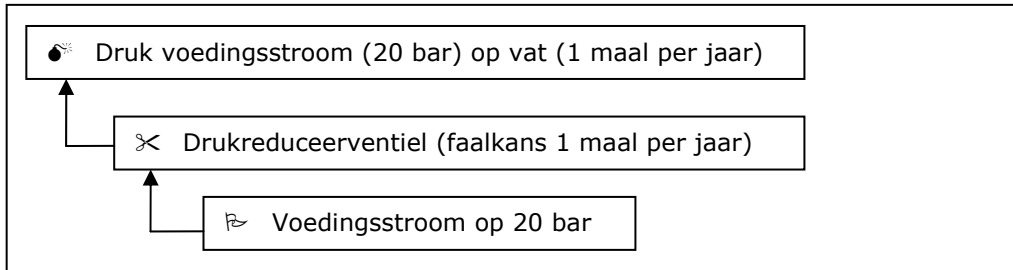 Druk voedingsstroom (20 bar) op vat (1 maal per jaar)
Drukreduceerventiel (faalkans 1 maal per jaar)
Voedingsstroom op 20 bar